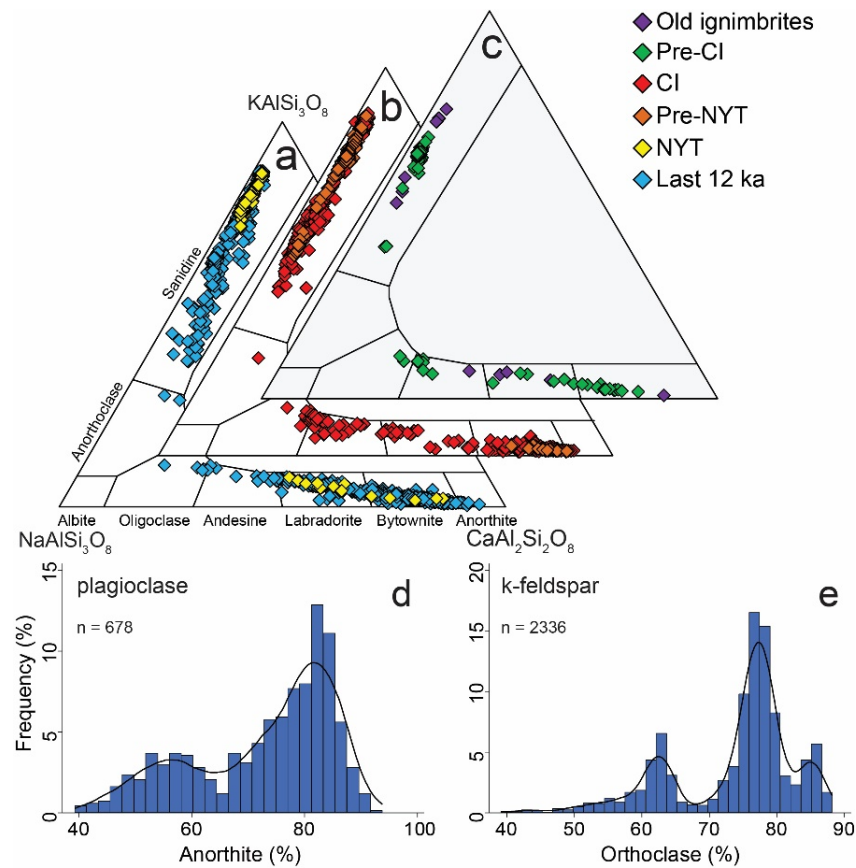 Old ignimbrites
Pre-CI
CI
Pre-NYT
NYT
Last 12 ka
c
b
a
KAlSi₃O₈
Sanidine
Anorthoclase
Albite
Oligoclase
Andesine
Labradorite
Bytownite
Anorthite
NaAlSi₃O₈
CaAl₂Si₂O₈
15
10
5
0
Frequency (%)
plagioclase
n = 678
d
40
60
80
100
Anorthite (%)
20
15
10
5
0
k-feldspar
n = 2336
e
40
50
60
70
80
90
Orthoclase (%)